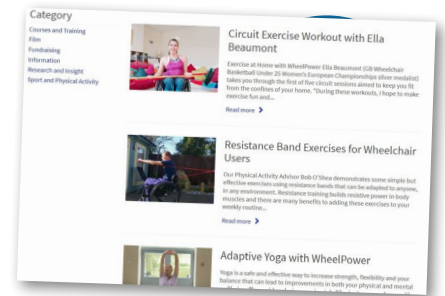 Category
Courses and Training
Film
Fundraising
Information
Research and Insight
Sport and Physical Activity
Circuit Exercise Workout with Ella
Beaumont
Exercise at Home with WheelPower Ella Beaumont (GB Wheelchair
Basketball Under 25 Women's European Championships silver medalist)
takes you through the first of five circuit sessions aimed to keep you fit
from the confines of your home. "During these workouts, I hope to make
exercise fun and...
Read more >
Resistance Band Exercises for Wheelchair
Users
Our Physical Activity Advisor Bob O'Shea demonstrates some simple but
effective exercises using resistance bands that can be adapted to anyone,
in any environment. Resistance training builds resistive power in body
muscles and there are many benefits to adding these exercises to your
weekly routine...
Read more >
Adaptive Yoga with WheelPower
Yoga is a safe and effective way to increase strength, flexibility and your
balance that can lead to improvements in both your physical and mental